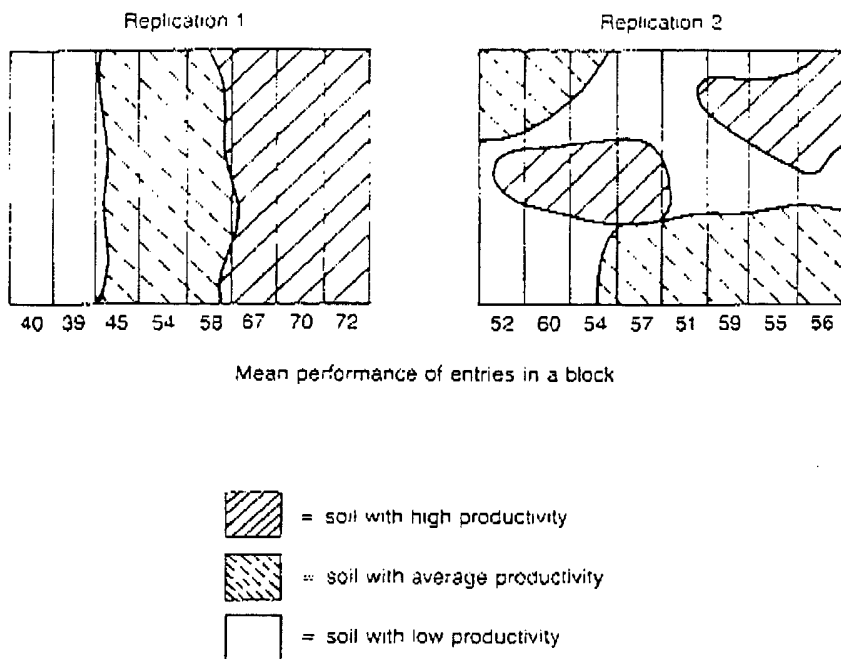 Replication 1
Replication 2
40 39 45 54 58 67 70 72
52 60 54 57 51 59 55 56
Mean performance of entries in a block
= soil with high productivity
= soil with average productivity
= soil with low productivity